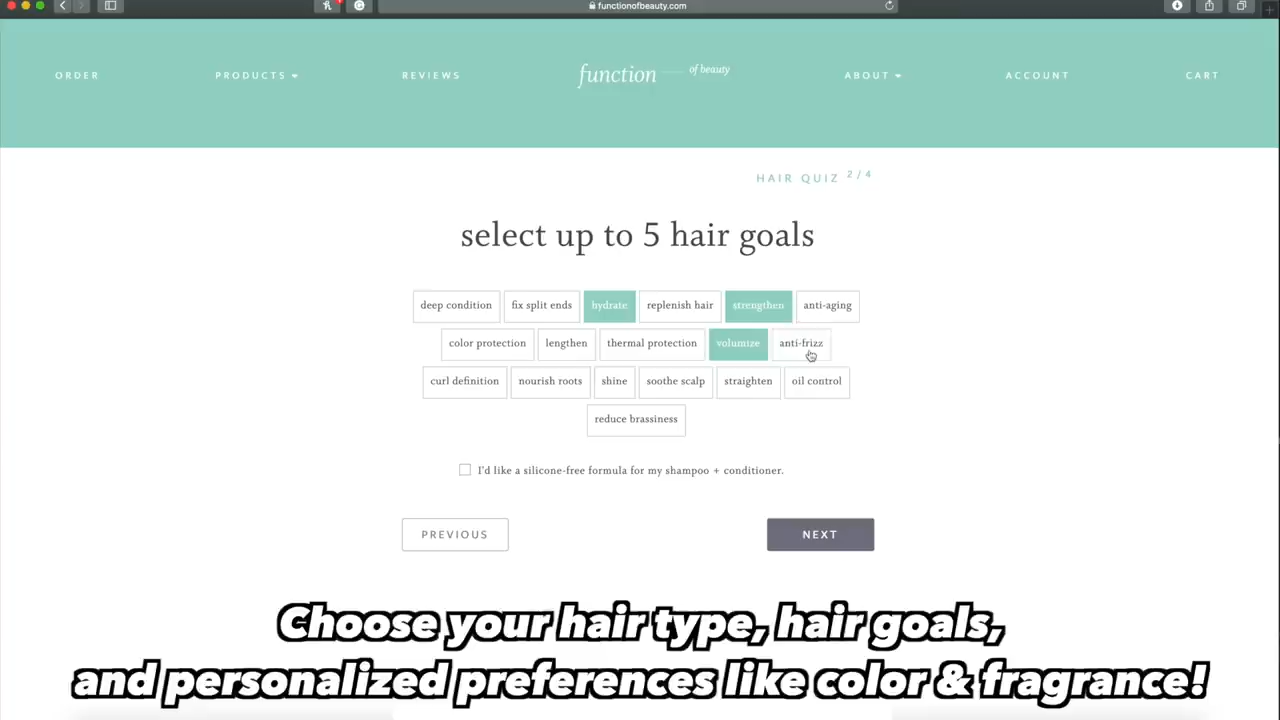 functionofbeauty.com
ORDER PRODUCTS REVIEWS function of beauty ABOUT ACCOUNT CART
HAIR QUIZ 2/4
select up to 5 hair goals
deep condition fix split ends hydrate replenish hair strengthen anti-aging
color protection lengthen thermal protection volumize anti-frizz
curl definition nourish roots shine soothe scalp straighten oil control
reduce brassiness
I'd like a silicone-free formula for my shampoo + conditioner.
PREVIOUS NEXT
Choose your hair type, hair goals,
and personalized preferences like color & fragrance!